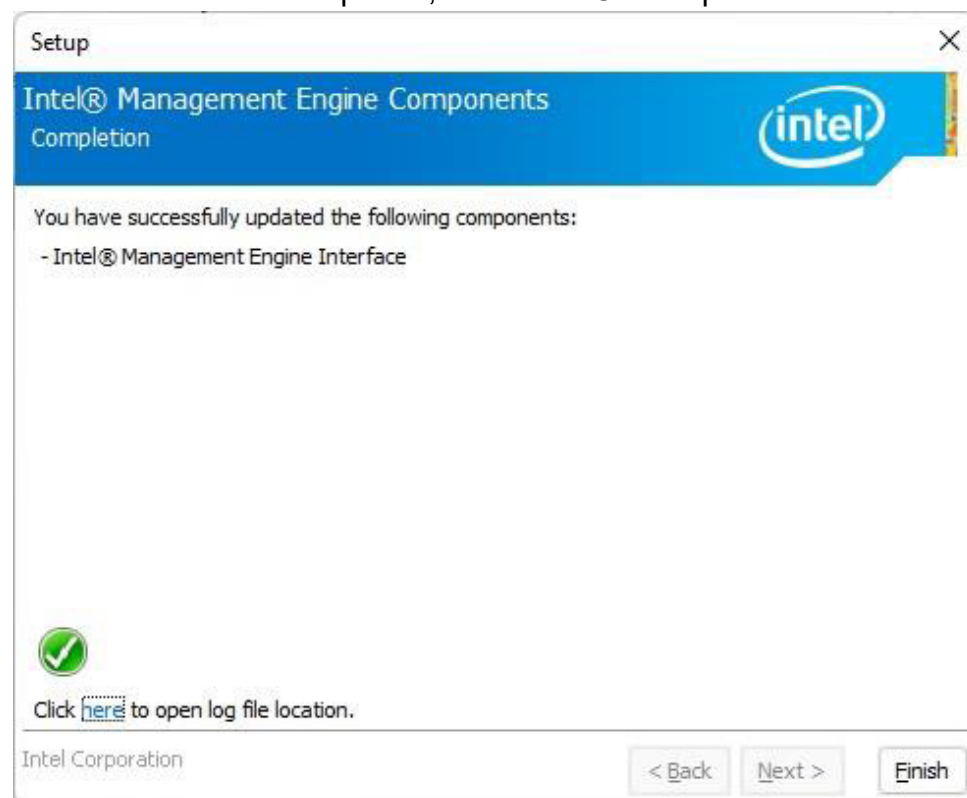 Setup
Intel® Management Engine Components
Completion
intel
You have successfully updated the following components:
- Intel® Management Engine Interface
Click here to open log file location.
Intel Corporation
< Back
Next >
Finish